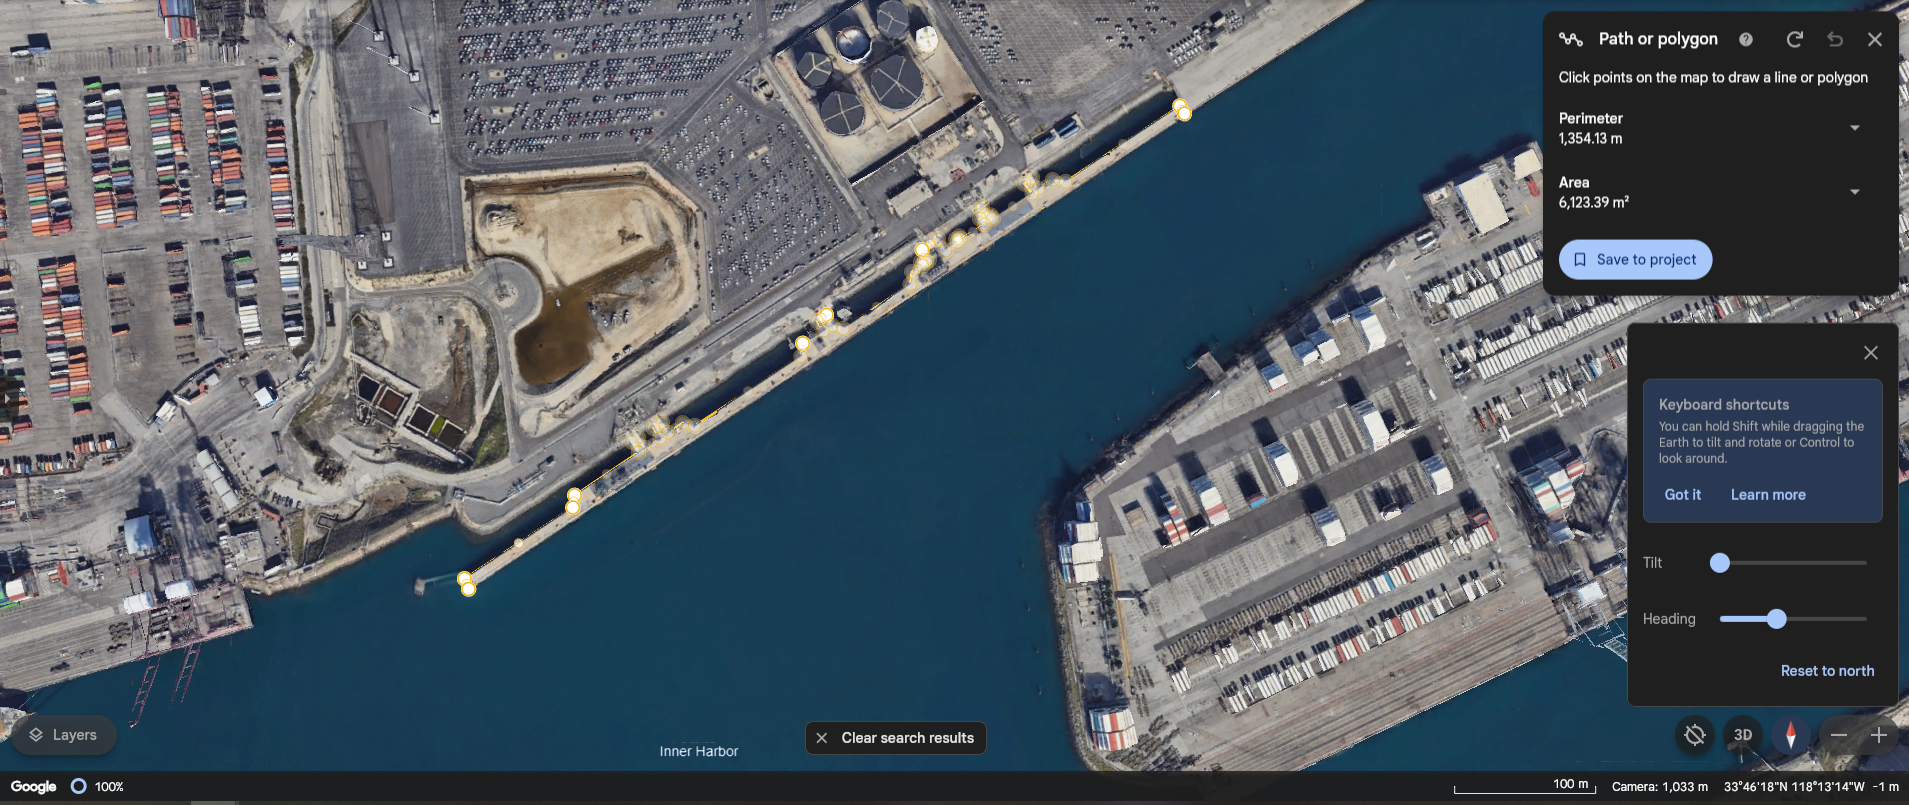 Path or polygon
Click points on the map to draw a line or polygon
Perimeter
1,354.13 m
Area
6,123.39 m²
Save to project
Keyboard shortcuts
You can hold Shift while dragging the
Earth to tilt and rotate or Control to
look around.
Got it
Learn more
Tilt
Heading
Reset to north
Layers
Inner Harbor
Clear search results
3D
Google
100%
100 m
Camera: 1,033 m
33°46'18"N 118°13'14"W
-1 m